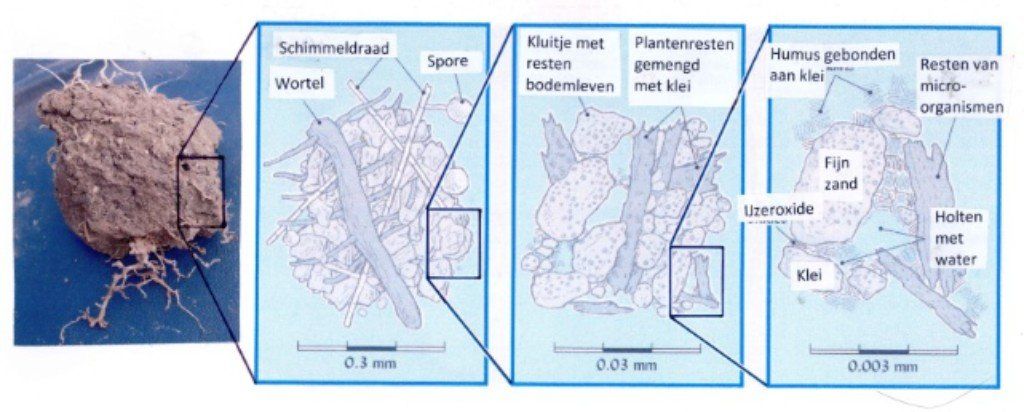 Schimmeldraad
Spore
Wortel
0.3 mm
Kluitje met
resten
bodemleven
Plantenresten
gemengd
met klei
0.03 mm
Humus gebonden
aan klei
Resten van
micro-
organismen
Fijn
zand
IJzeroxide
Holten
met
water
Klei
0.003 mm